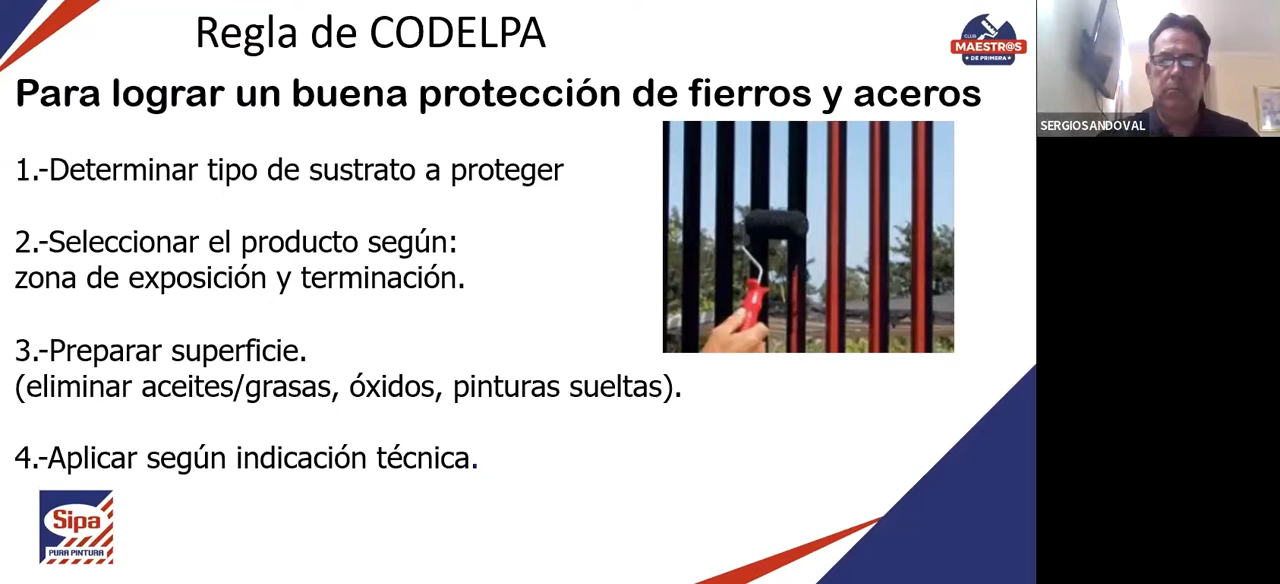 Regla de CODELPA
CLUB
MAESTR@S
DE PRIMERA
Para lograr un buena protección de fierros y aceros
SERGIOSANDOVAL
1.-Determinar tipo de sustrato a proteger
2.-Seleccionar el producto según:
zona de exposición y terminación.
3.-Preparar superficie.
(eliminar aceites/grasas, óxidos, pinturas sueltas).
4.-Aplicar según indicación técnica.
Sipa
PURA PINTURA